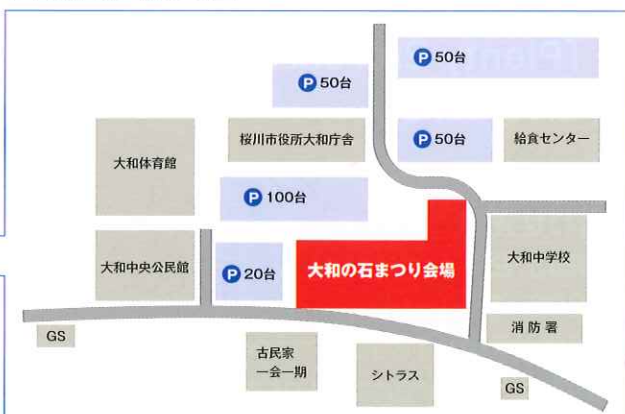 P 50台
P 50台
桜川市役所大和庁舎
P 50台
給食センター
大和体育館
P 100台
大和中央公民館
P 20台
大和の石まつり会場
大和中学校
消防署
GS
古民家
一会一期
シトラス
GS